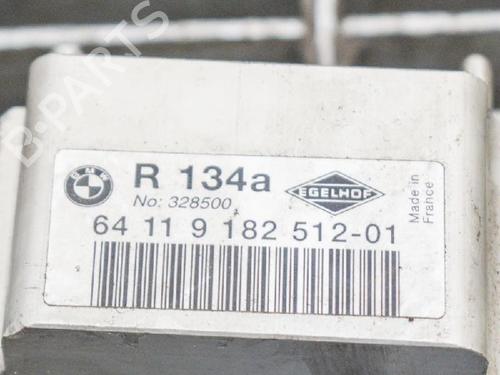 B-PARTS
BMW
R 134a
No: 328500
EGELHOF
Made in
France
64 11 9 182 512-01